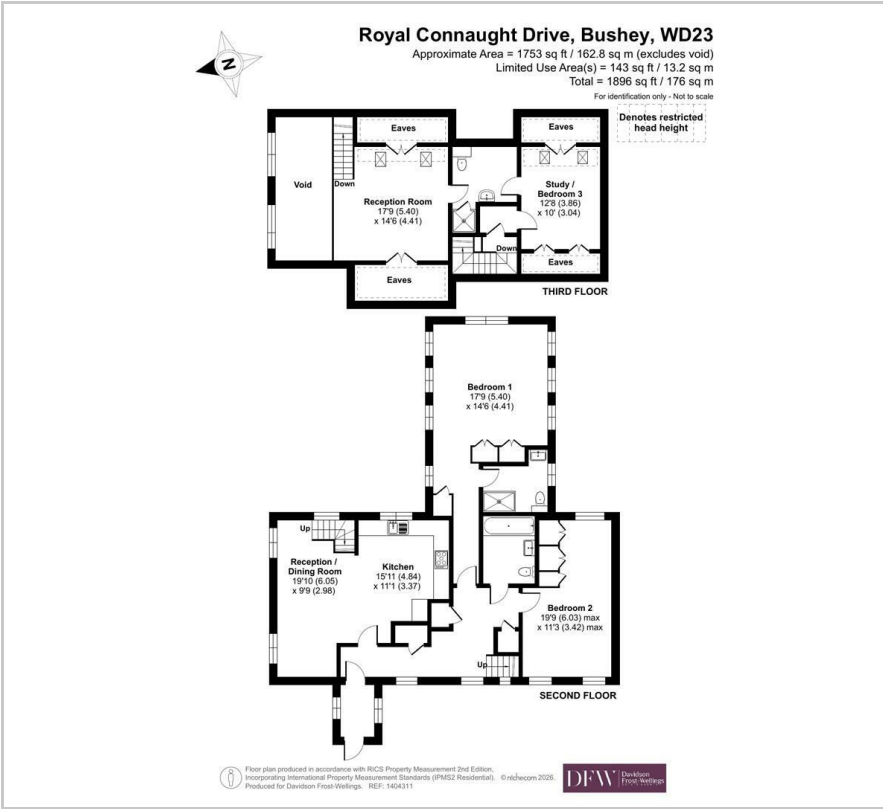 Royal Connaught Drive, Bushey, WD23
Approximate Area = 1753 sq ft / 162.8 sq m (excludes void)
Limited Use Area(s) = 143 sq ft / 13.2 sq m
Total = 1896 sq ft / 176 sq m
For identification only - Not to scale
N
Denotes restricted
head height
Eaves
Eaves
Void
Down
Reception Room
17'9 (5.40)
x 14'6 (4.41)
Study /
Bedroom 3
12'8 (3.86)
x 10' (3.04)
Down
Eaves
Eaves
THIRD FLOOR
Bedroom 1
17'9 (5.40)
x 14'6 (4.41)
Up
Reception /
Dining Room
19'10 (6.05)
x 9'9 (2.98)
Kitchen
15'11 (4.84)
x 11'1 (3.37)
Bedroom 2
19'9 (6.03) max
x 11'3 (3.42) max
Up
SECOND FLOOR
Floor plan produced in accordance with RICS Property Measurement 2nd Edition,
Incorporating International Property Measurement Standards (IPMS2 Residential). © nichecom 2026.
Produced for Davidson Frost-Wellings. REF: 1404311
DFW
Davidson
Frost-Wellings